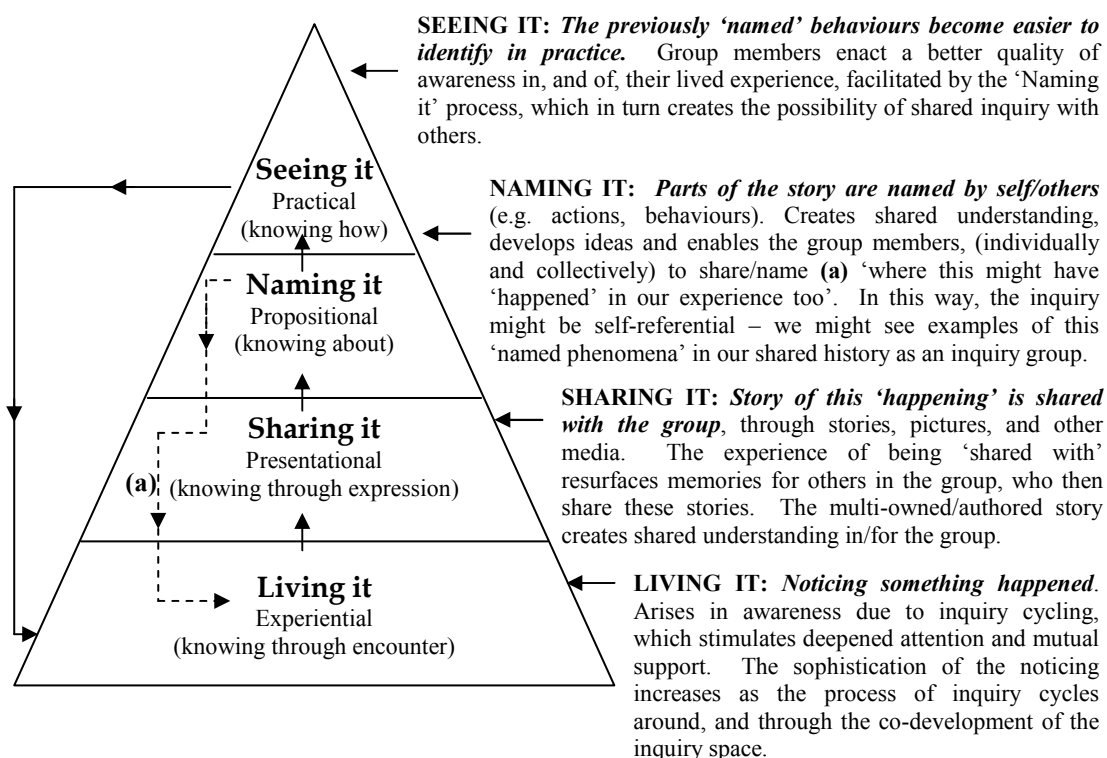 SEEING IT: The previously ‘named’ behaviours become easier to
identify in practice. Group members enact a better quality of
awareness in, and of, their lived experience, facilitated by the ‘Naming
it’ process, which in turn creates the possibility of shared inquiry with
others.
Seeing it
Practical
(knowing how)
NAMING IT: Parts of the story are named by self/others
(e.g. actions, behaviours). Creates shared understanding,
develops ideas and enables the group members, (individually
and collectively) to share/name (a) ‘where this might have
‘happened’ in our experience too’. In this way, the inquiry
might be self-referential – we might see examples of this
‘named phenomena’ in our shared history as an inquiry group.
Naming it
Propositional
(knowing about)
SHARING IT: Story of this ‘happening’ is shared
with the group, through stories, pictures, and other
media. The experience of being ‘shared with’
resurfaces memories for others in the group, who then
share these stories. The multi-owned/authored story
creates shared understanding in/for the group.
Sharing it
Presentational
(a)
(knowing through expression)
LIVING IT: Noticing something happened.
Arises in awareness due to inquiry cycling,
which stimulates deepened attention and mutual
support. The sophistication of the noticing
increases as the process of inquiry cycles
around, and through the co-development of the
inquiry space.
Living it
Experiential
(knowing through encounter)